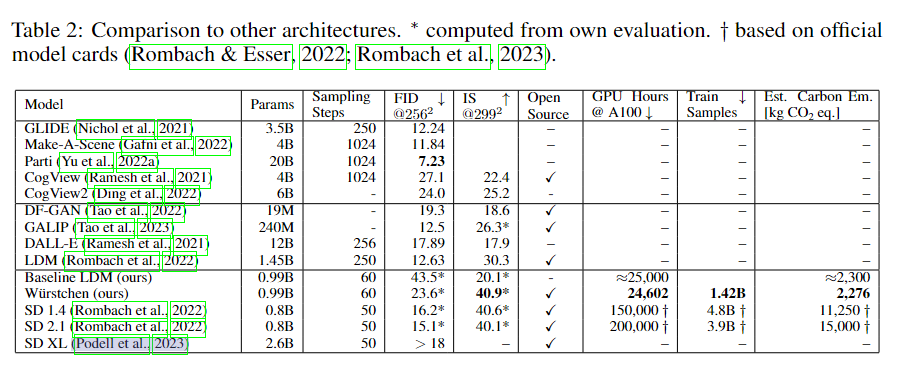 Table 2: Comparison to other architectures. * computed from own evaluation. † based on official
model cards (Rombach & Esser, 2022; Rombach et al., 2023).
Model Params Sampling Steps FID ↓ @256² IS ↑ @299² Open Source GPU Hours @ A100 ↓ Train ↓ Samples Est. Carbon Em. [kg CO₂ eq.]
GLIDE (Nichol et al., 2021) 3.5B 250 12.24 – – – –
Make-A-Scene (Gafni et al., 2022) 4B 1024 11.84 – – – –
Parti (Yu et al., 2022a) 20B 1024 7.23 – – – –
CogView (Ramesh et al., 2021) 4B 1024 27.1 22.4 ✓ – – –
CogView2 (Ding et al., 2022) 6B - 24.0 25.2 - – – –
DF-GAN (Tao et al., 2022) 19M - 19.3 18.6 ✓ – – –
GALIP (Tao et al., 2023) 240M - 12.5 26.3* ✓ – – –
DALL-E (Ramesh et al., 2021) 12B 256 17.89 17.9 – – – –
LDM (Rombach et al., 2022) 1.45B 250 12.63 30.3 ✓ – – –
Baseline LDM (ours) 0.99B 60 43.5* 20.1* - ≈25,000 ≈2,300
Würstchen (ours) 0.99B 60 23.6* 40.9* ✓ 24,602 1.42B 2,276
SD 1.4 (Rombach et al., 2022) 0.8B 50 16.2* 40.6* ✓ 150,000 † 4.8B † 11,250 †
SD 2.1 (Rombach et al., 2022) 0.8B 50 15.1* 40.1* ✓ 200,000 † 3.9B † 15,000 †
SD XL (Podell et al., 2023) 2.6B 50 > 18 – ✓ – – –